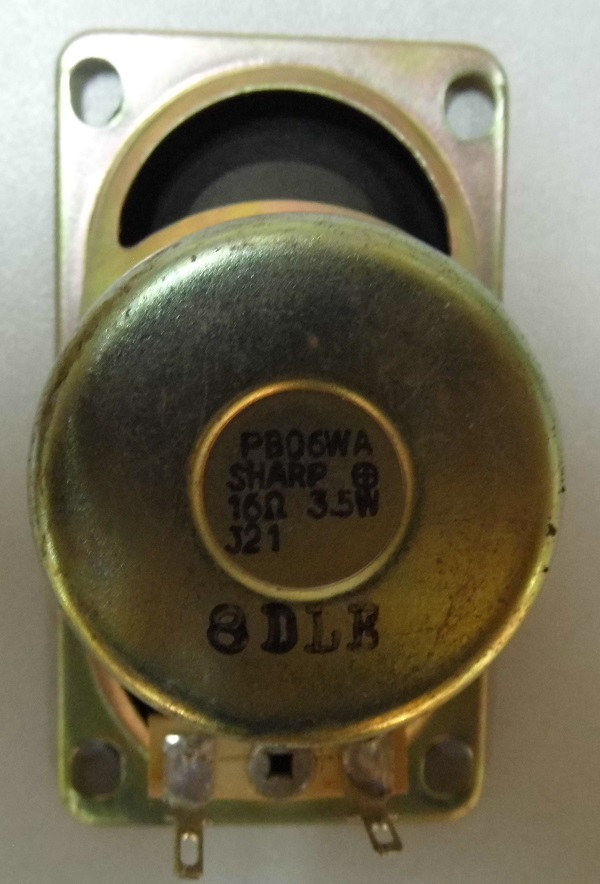 PB06WA
SHARP ⊕
16Ω 3.5W
J21
8DLR